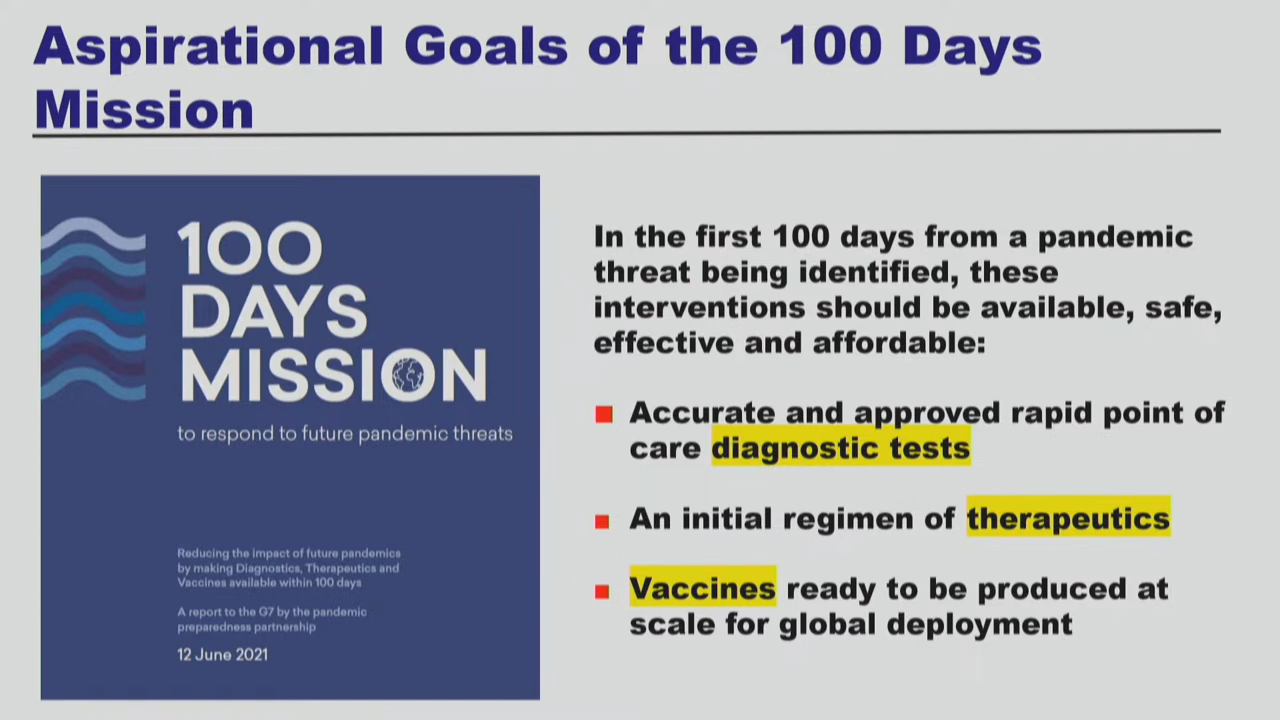 Aspirational Goals of the 100 Days
Mission
100
DAYS
MISSION
to respond to future pandemic threats
Reducing the impact of future pandemics
by making Diagnostics, Therapeutics and
Vaccines available within 100 days
A report to the G7 by the pandemic
preparedness partnership
12 June 2021
In the first 100 days from a pandemic
threat being identified, these
interventions should be available, safe,
effective and affordable:
Accurate and approved rapid point of
care diagnostic tests
An initial regimen of therapeutics
Vaccines ready to be produced at
scale for global deployment